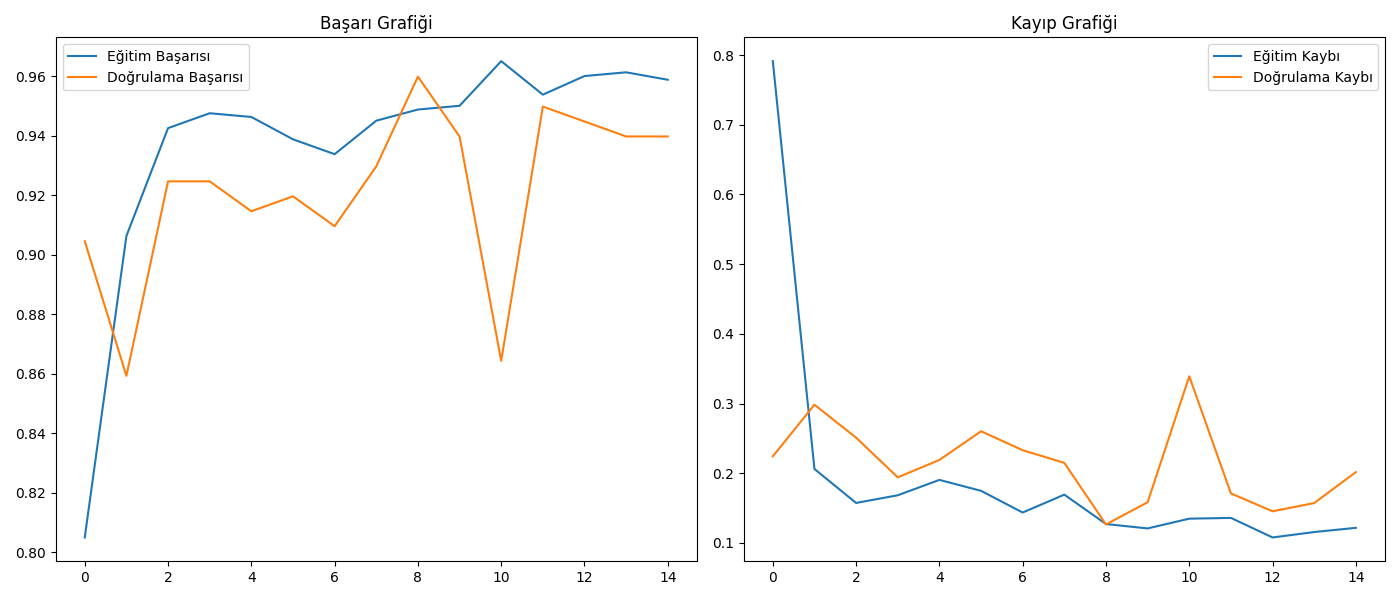 Başarı Grafiği
Eğitim Başarısı
Doğrulama Başarısı
0.96
0.94
0.92
0.90
0.88
0.86
0.84
0.82
0.80
0 2 4 6 8 10 12 14
Kayıp Grafiği
Eğitim Kaybı
Doğrulama Kaybı
0.8
0.7
0.6
0.5
0.4
0.3
0.2
0.1
0 2 4 6 8 10 12 14